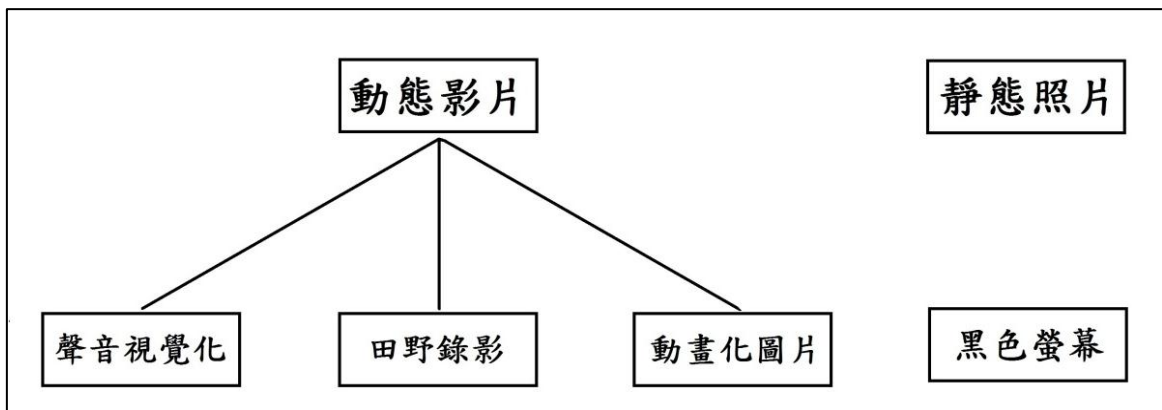 動態影片
靜態照片
聲音視覺化
田野錄影
動畫化圖片
黑色螢幕